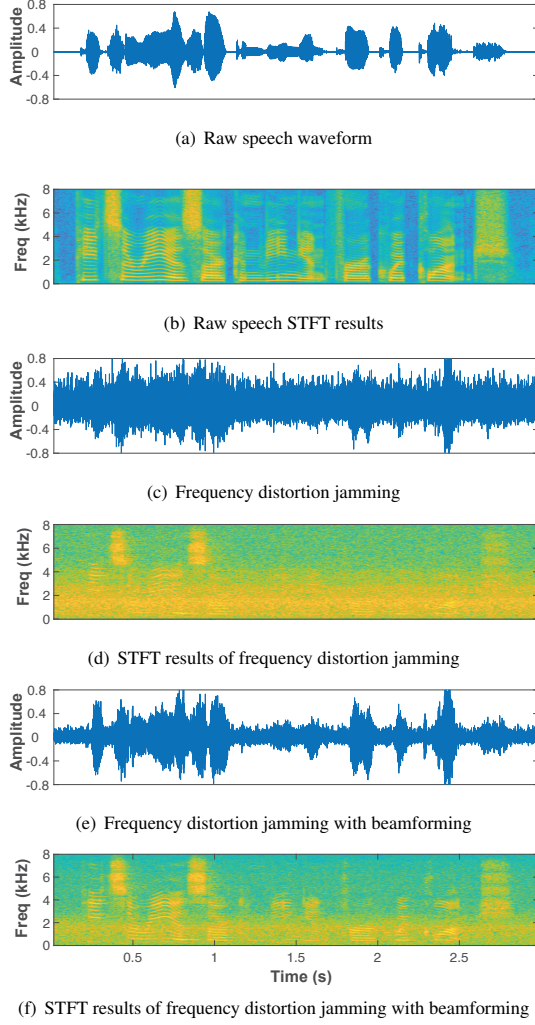 0.8
0.4
0
-0.4
-0.8
Amplitude
(a) Raw speech waveform
8
6
4
2
0
Freq (kHz)
(b) Raw speech STFT results
0.8
0.4
0
-0.4
-0.8
Amplitude
(c) Frequency distortion jamming
8
6
4
2
0
Freq (kHz)
(d) STFT results of frequency distortion jamming
0.8
0.4
0
-0.4
-0.8
Amplitude
(e) Frequency distortion jamming with beamforming
8
6
4
2
0
Freq (kHz)
0.5 1 1.5 2 2.5
Time (s)
(f) STFT results of frequency distortion jamming with beamforming